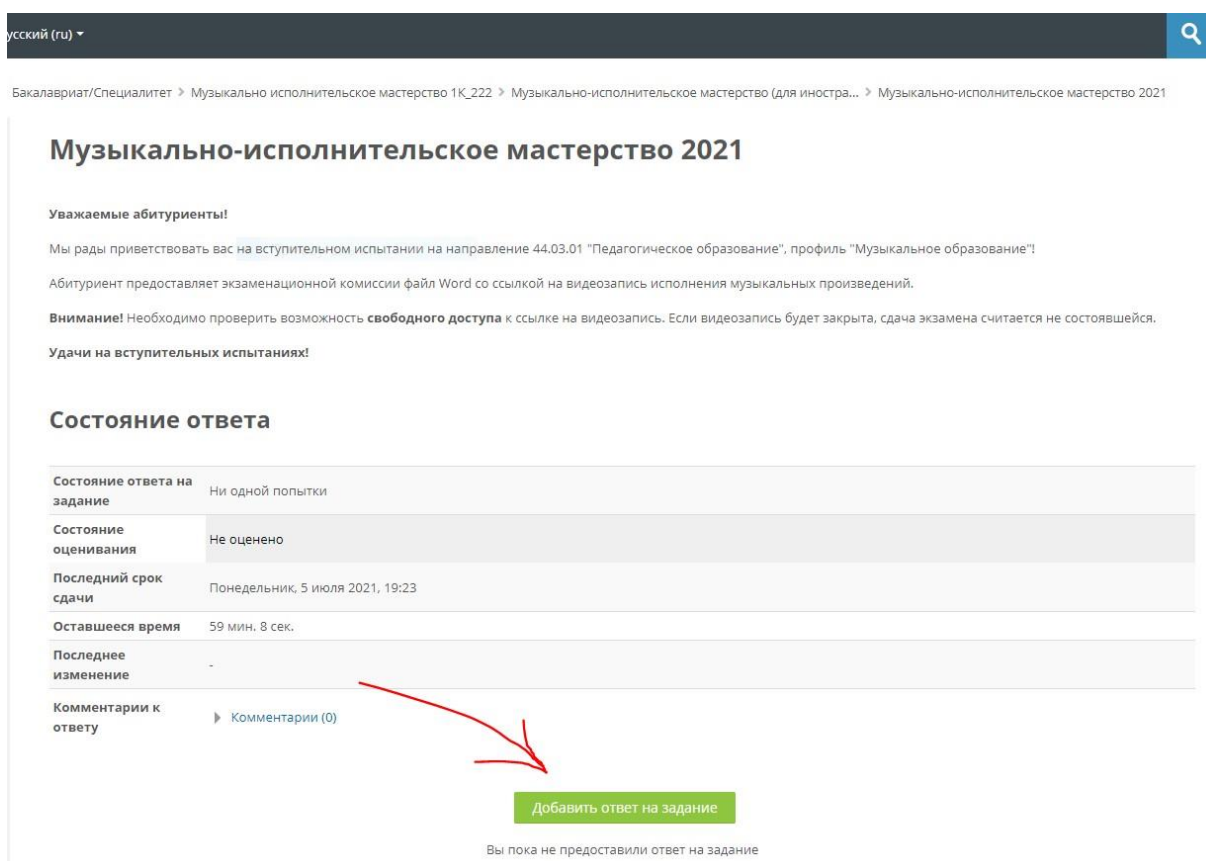 усский (ru)
Бакалавриат/Специалитет > Музыкально исполнительское мастерство 1К_222 > Музыкально-исполнительское мастерство (для иностра... > Музыкально-исполнительское мастерство 2021
Музыкально-исполнительское мастерство 2021
Уважаемые абитуриенты!
Мы рады приветствовать вас на вступительном испытании на направление 44.03.01 "Педагогическое образование", профиль "Музыкальное образование"!
Абитуриент предоставляет экзаменационной комиссии файл Word со ссылкой на видеозапись исполнения музыкальных произведений.
Внимание! Необходимо проверить возможность свободного доступа к ссылке на видеозапись. Если видеозапись будет закрыта, сдача экзамена считается не состоявшейся.
Удачи на вступительных испытаниях!
Состояние ответа
Состояние ответа на
задание
Ни одной попытки
Состояние
оценивания
Не оценено
Последний срок
сдачи
Понедельник, 5 июля 2021, 19:23
Оставшееся время 59 мин. 8 сек.
Последнее
изменение
-
Комментарии к
ответу
Комментарии (0)
Добавить ответ на задание
Вы пока не предоставили ответ на задание